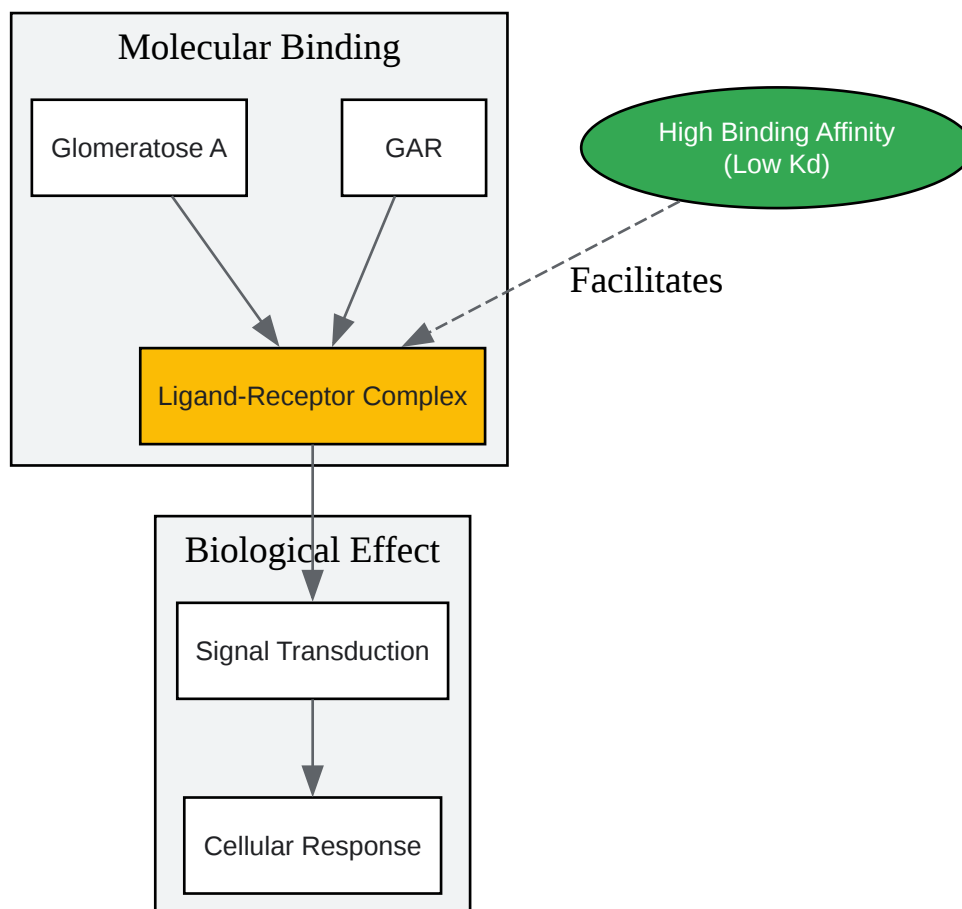 Molecular Binding
Glomeratose A
GAR
High Binding Affinity
(Low Kd)
Facilitates
Ligand-Receptor Complex
Biological Effect
Signal Transduction
Cellular Response